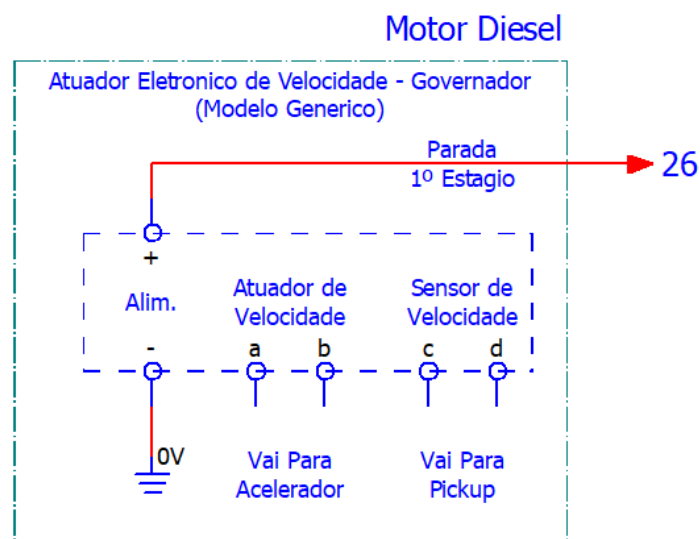 Motor Diesel
Atuador Eletronico de Velocidade - Governador
(Modelo Generico)
Parada
1º Estagio
26
+
Alim.
Atuador de
Velocidade
Sensor de
Velocidade
-
a
b
c
d
0V
Vai Para
Acelerador
Vai Para
Pickup